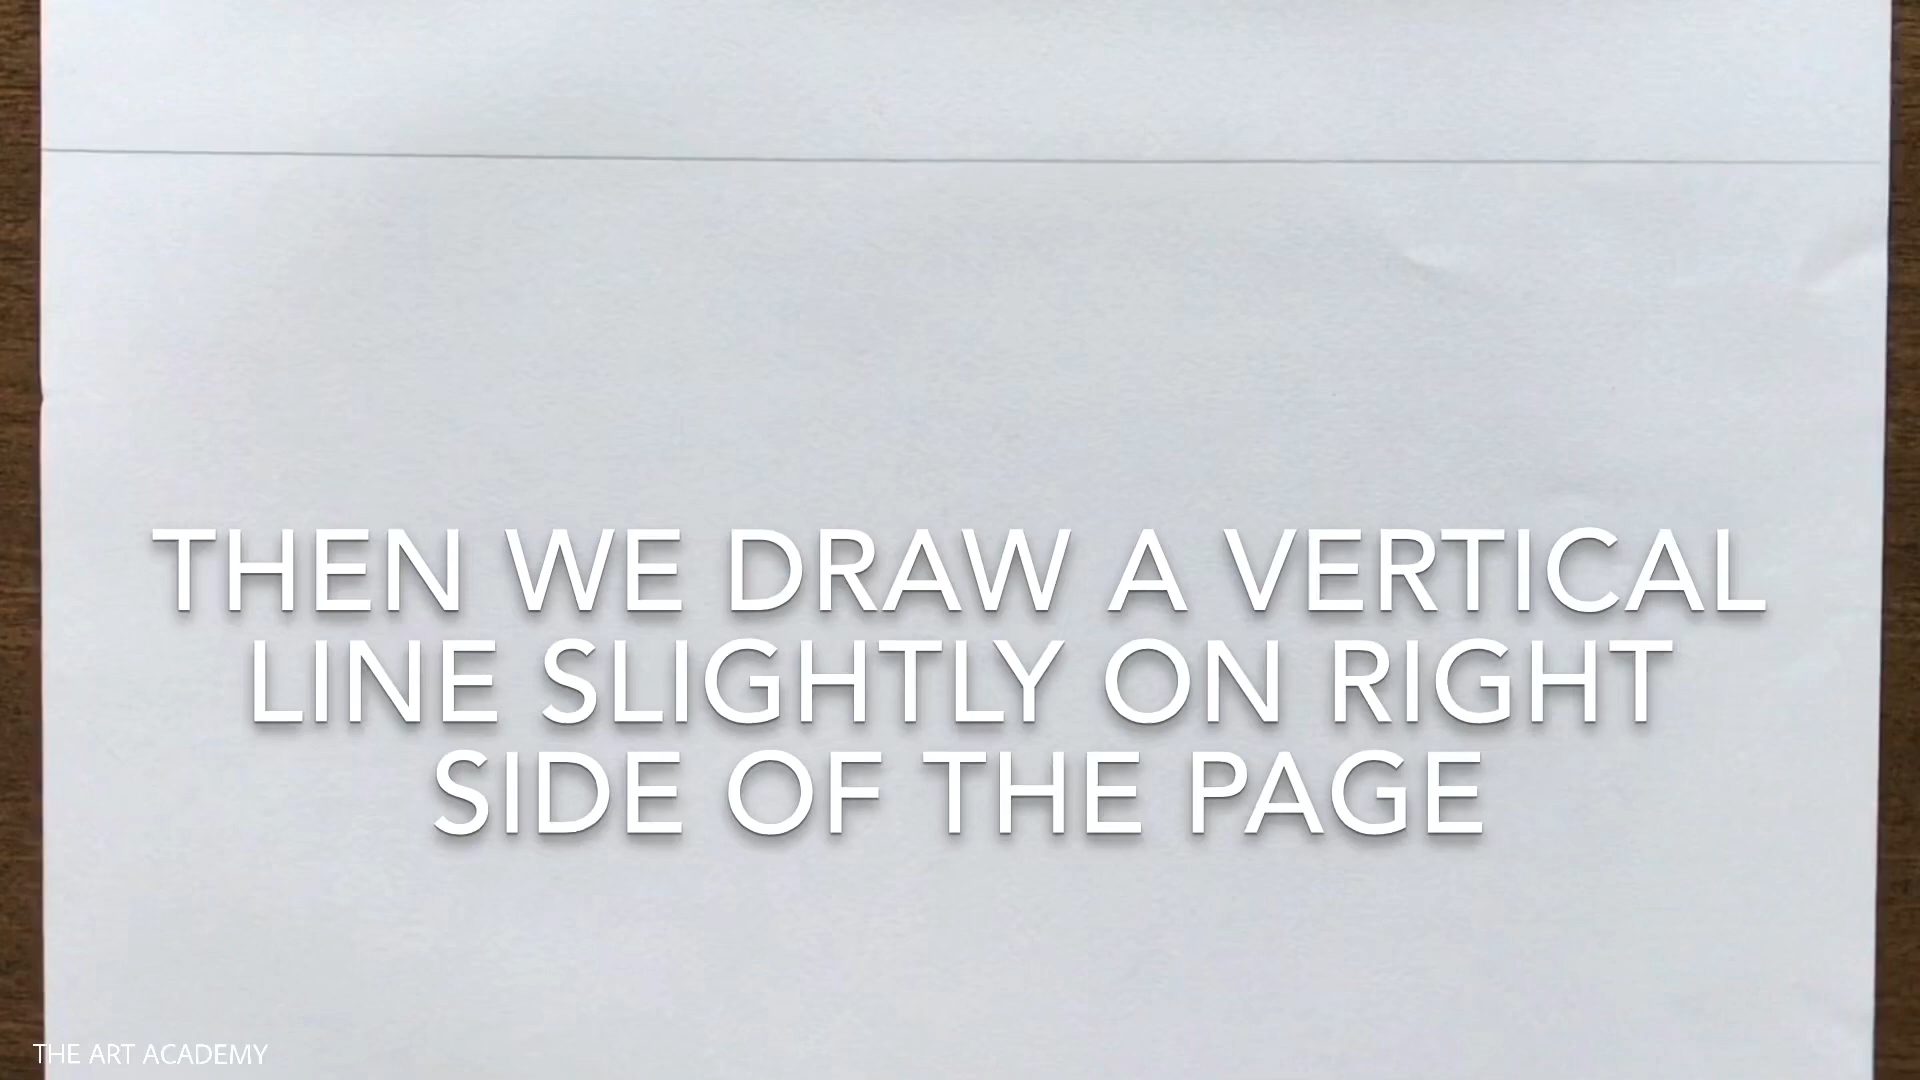 THEN WE DRAW A VERTICAL
LINE SLIGHTLY ON RIGHT
SIDE OF THE PAGE
THE ART ACADEMY